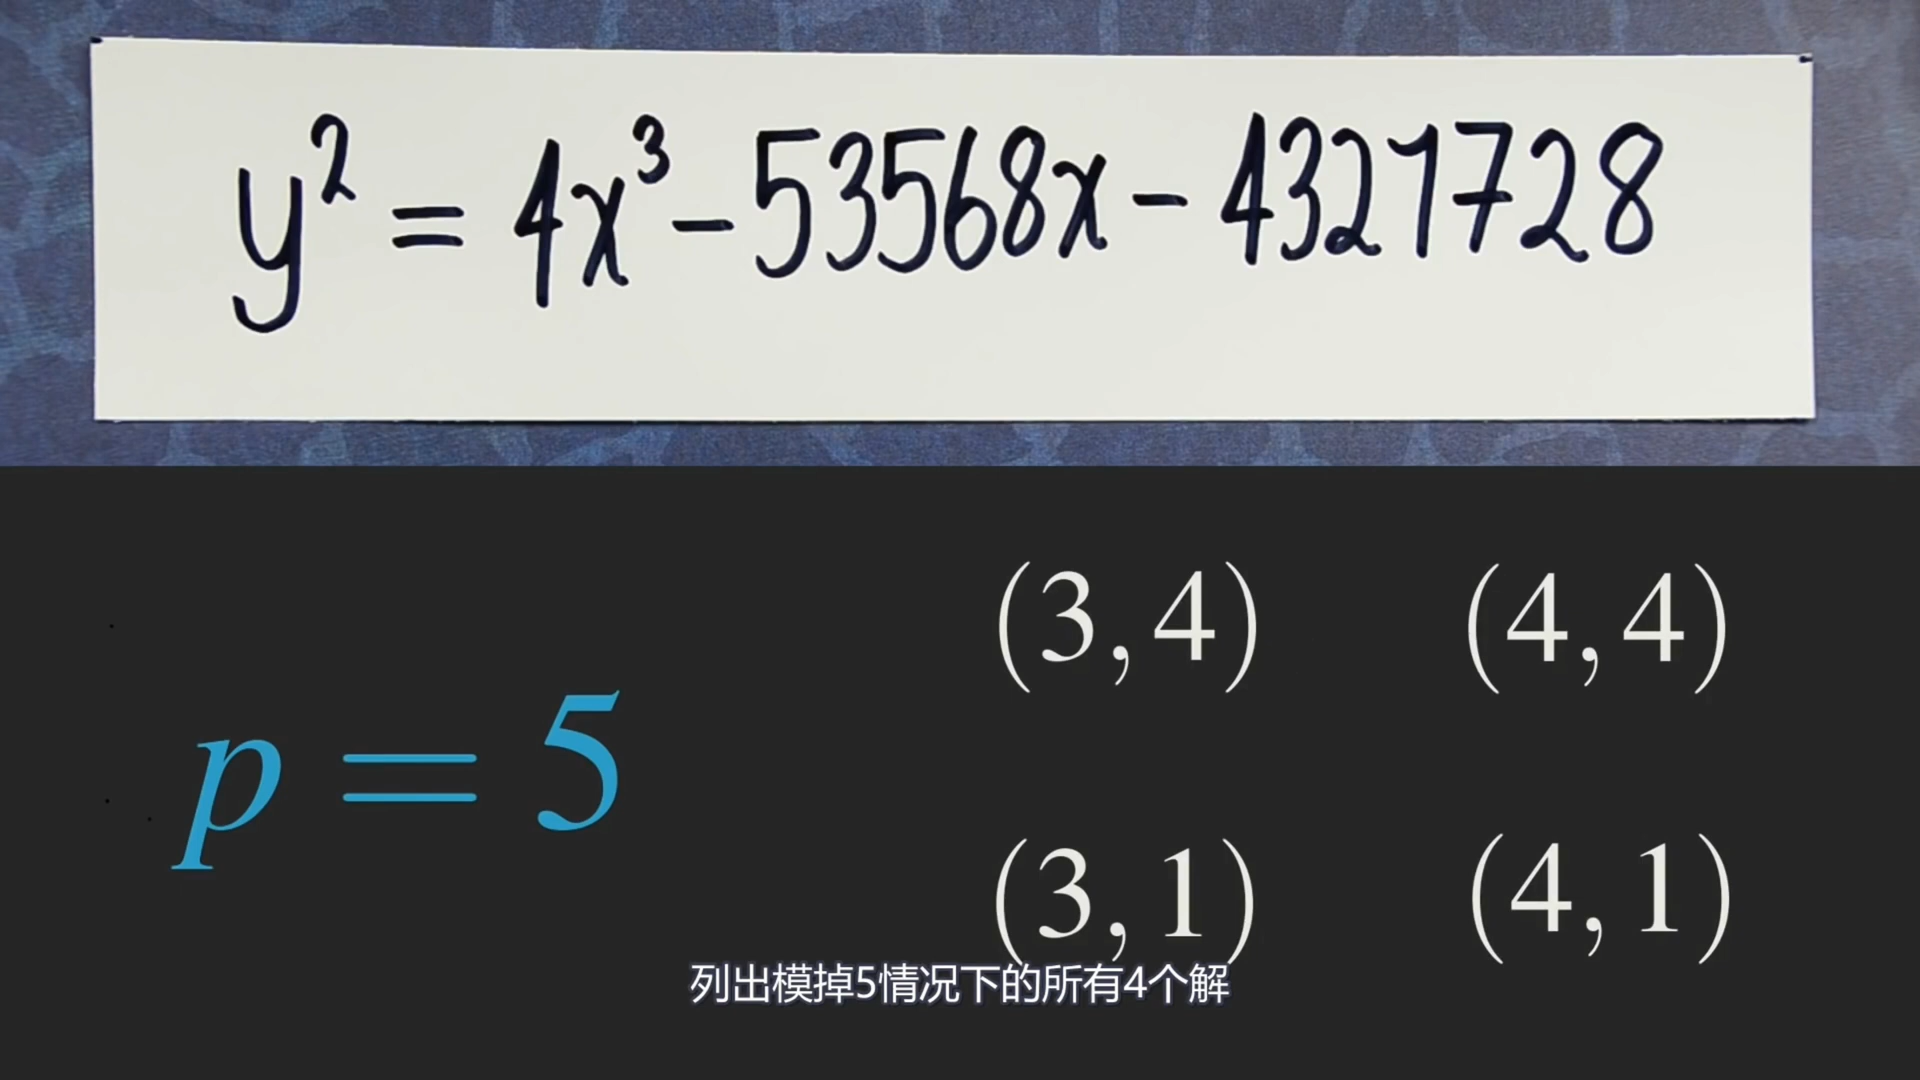 y² = 4x³ - 53568x - 4321728
(3, 4) (4, 4)
p = 5
(3, 1) (4, 1)
列出模掉5情况下的所有4个解